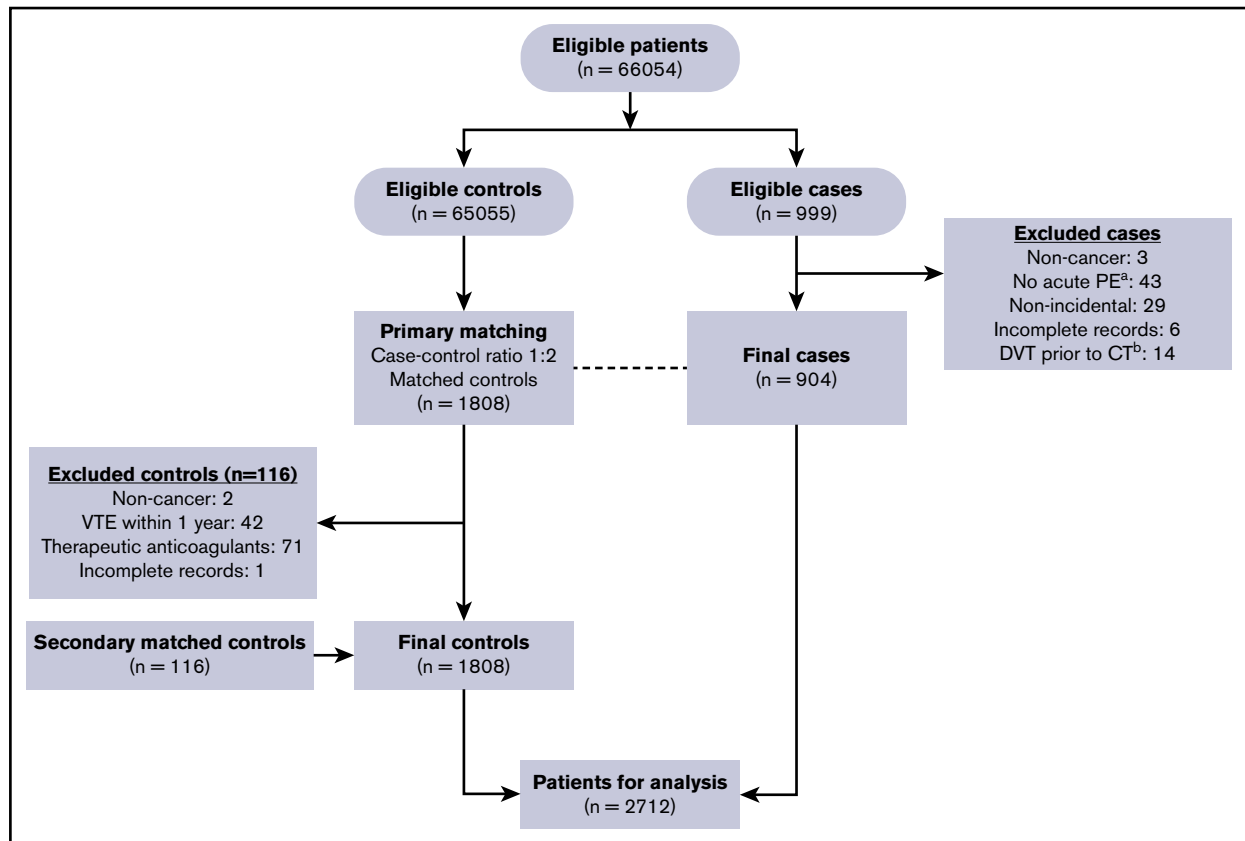 Eligible patients
(n = 66054)
Eligible controls
(n = 65055)
Eligible cases
(n = 999)
Excluded cases
Non-cancer: 3
No acute PEᵃ: 43
Non-incidental: 29
Incomplete records: 6
DVT prior to CTᵇ: 14
Primary matching
Case-control ratio 1:2
Matched controls
(n = 1808)
Final cases
(n = 904)
Excluded controls (n=116)
Non-cancer: 2
VTE within 1 year: 42
Therapeutic anticoagulants: 71
Incomplete records: 1
Secondary matched controls
(n = 116)
Final controls
(n = 1808)
Patients for analysis
(n = 2712)